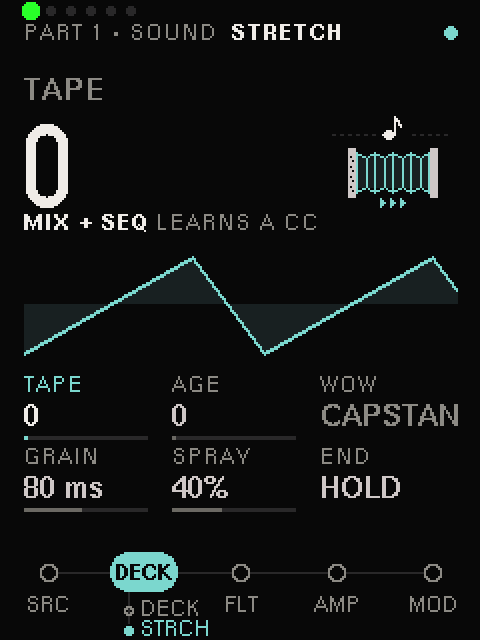 PART 1 · SOUND STRETCH
TAPE
0
MIX + SEQ LEARNS A CC
TAPE AGE WOW
0 0 CAPSTAN
GRAIN SPRAY END
80 ms 40% HOLD
DECK
SRC DECK FLT AMP MOD
STRCH